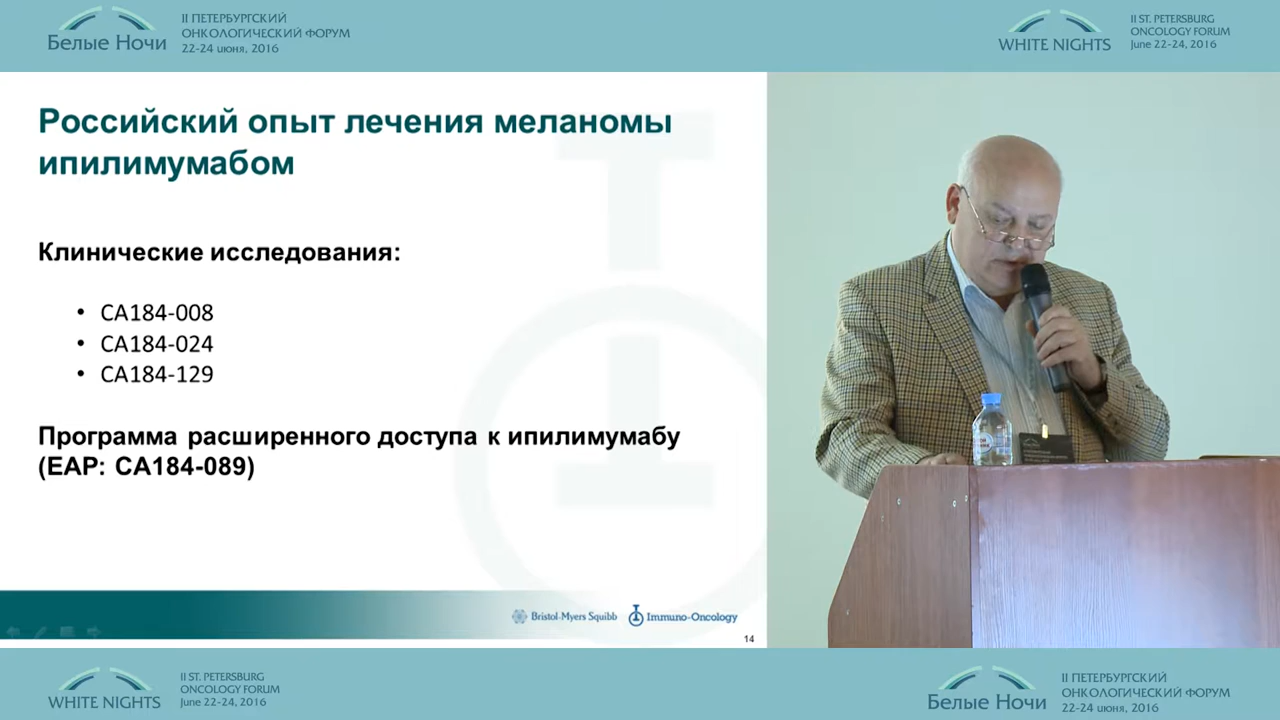 Белые Ночи
II ПЕТЕРБУРГСКИЙ
ОНКОЛОГИЧЕСКИЙ ФОРУМ
22-24 июня, 2016
WHITE NIGHTS
II ST. PETERSBURG
ONCOLOGY FORUM
June 22-24, 2016
Российский опыт лечения меланомы
ипилимумабом
Клинические исследования:
• CA184-008
• CA184-024
• CA184-129
Программа расширенного доступа к ипилимумабу
(EAP: CA184-089)
Bristol-Myers Squibb
Immuno-Oncology
14
WHITE NIGHTS
II ST. PETERSBURG
ONCOLOGY FORUM
June 22-24, 2016
Белые Ночи
II ПЕТЕРБУРГСКИЙ
ОНКОЛОГИЧЕСКИЙ ФОРУМ
22-24 июня, 2016